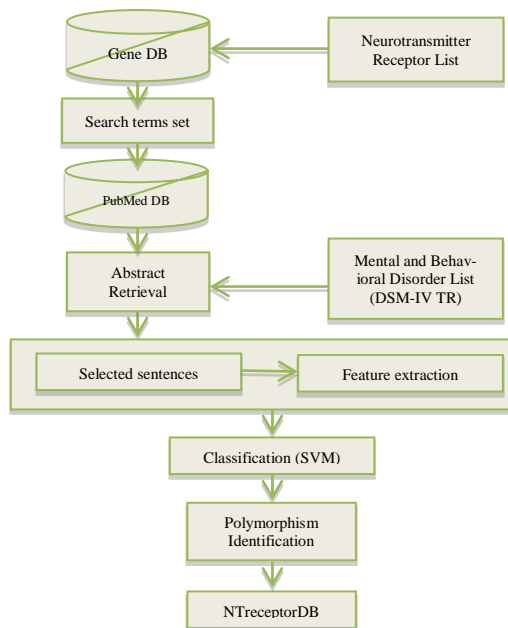 Gene DB
Neurotransmitter
Receptor List
Search terms set
PubMed DB
Abstract
Retrieval
Mental and Behav-
ioral Disorder List
(DSM-IV TR)
Selected sentences
Feature extraction
Classification (SVM)
Polymorphism
Identification
NTreceptorDB